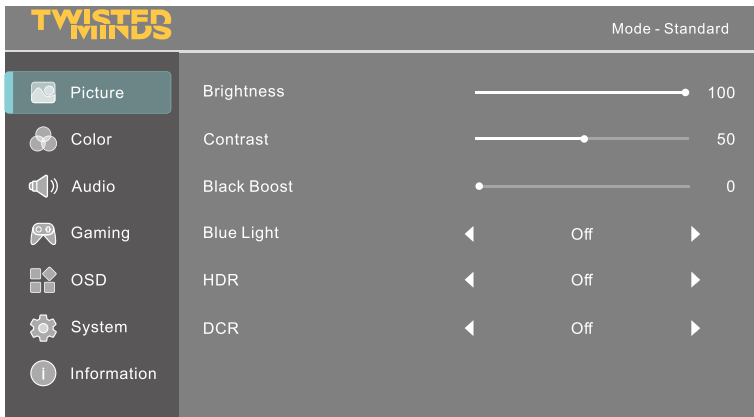 TWISTED
MINDS
Mode - Standard
Picture
Color
Audio
Gaming
OSD
System
Information
Brightness 100
Contrast 50
Black Boost 0
Blue Light Off
HDR Off
DCR Off